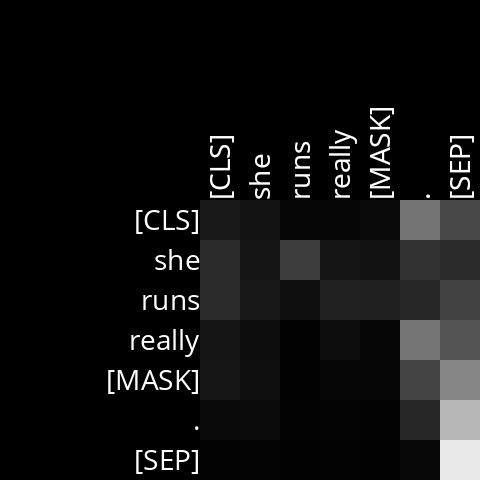 [CLS] she runs really [MASK] . [SEP]
[CLS]
she
runs
really
[MASK]
.
[SEP]